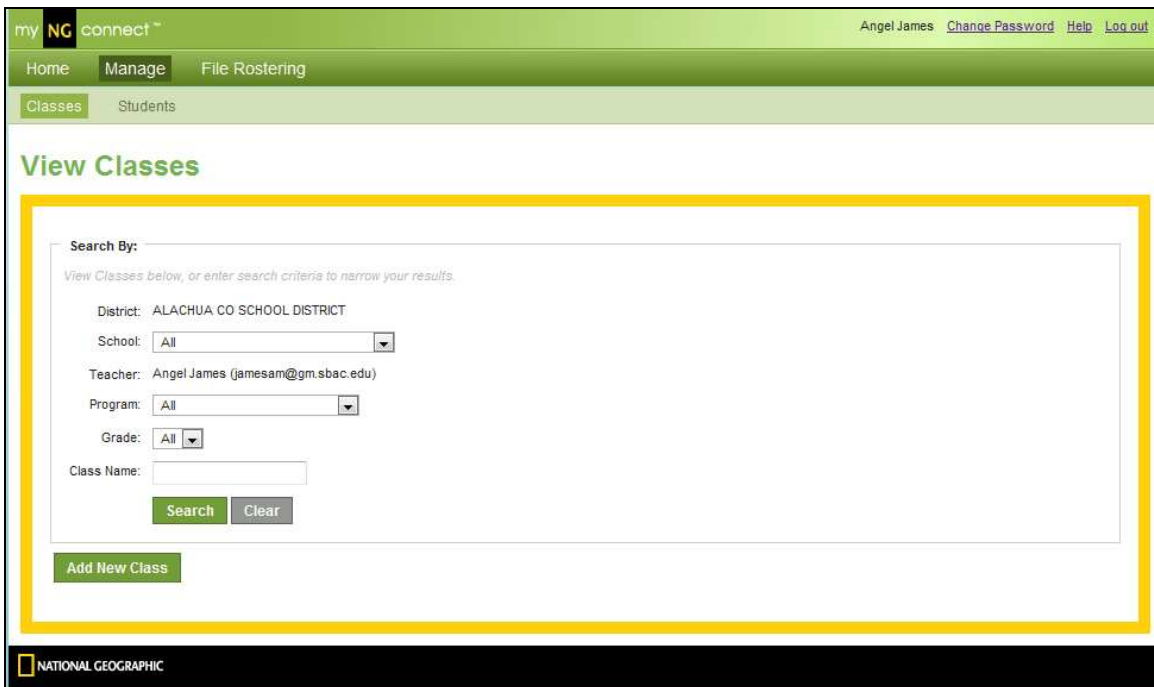 my NG connect™ Angel James Change Password Help Log out
Home Manage File Rostering
Classes Students
View Classes
Search By:
View Classes below, or enter search criteria to narrow your results.
District: ALACHUA CO SCHOOL DISTRICT
School: All
Teacher: Angel James (jamesam@gm.sbac.edu)
Program: All
Grade: All
Class Name:
Search Clear
Add New Class
NATIONAL GEOGRAPHIC